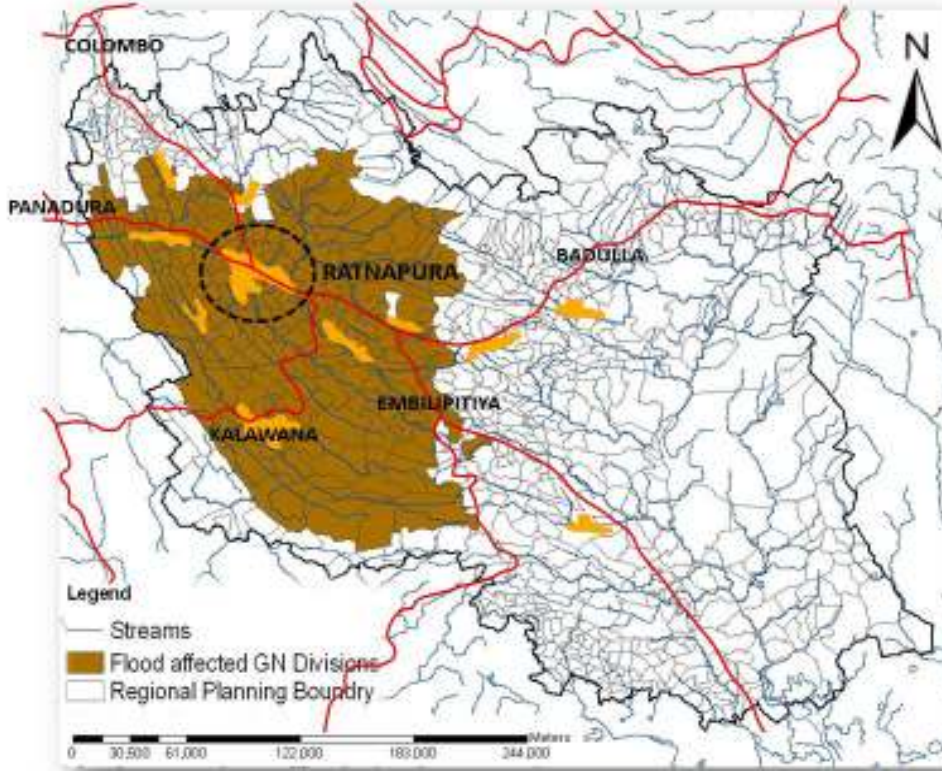 COLOMBO
N
PANADURA
BADULLA
RATNAPURA
EMBILIPITIYA
KALAWANA
Legend
Streams
Flood affected GN Divisions
Regional Planning Boundry
Meters
0 30,500 61,000 122,000 183,000 244,000